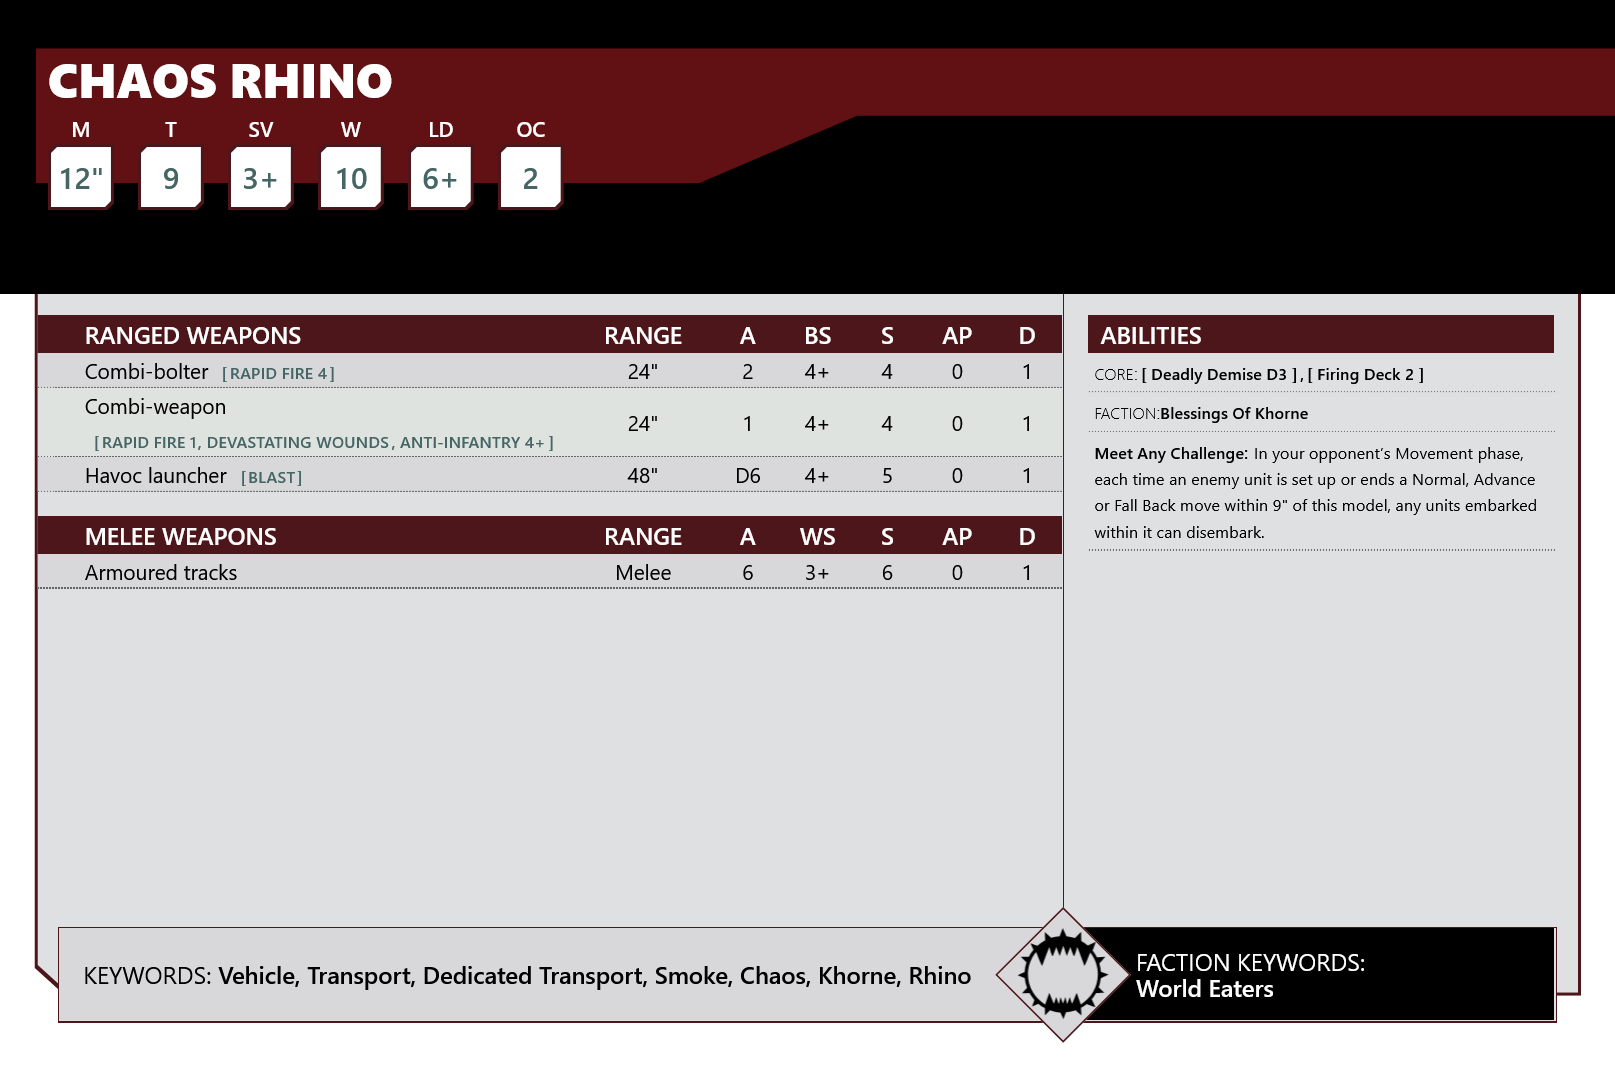 CHAOS RHINO
M T SV W LD OC
12" 9 3+ 10 6+ 2
RANGED WEAPONS RANGE A BS S AP D
Combi-bolter [RAPID FIRE 4] 24" 2 4+ 4 0 1
Combi-weapon
[RAPID FIRE 1, DEVASTATING WOUNDS, ANTI-INFANTRY 4+] 24" 1 4+ 4 0 1
Havoc launcher [BLAST] 48" D6 4+ 5 0 1
MELEE WEAPONS RANGE A WS S AP D
Armoured tracks Melee 6 3+ 6 0 1
ABILITIES
CORE: [ Deadly Demise D3 ] , [ Firing Deck 2 ]
FACTION:Blessings Of Khorne
Meet Any Challenge: In your opponent's Movement phase,
each time an enemy unit is set up or ends a Normal, Advance
or Fall Back move within 9" of this model, any units embarked
within it can disembark.
KEYWORDS: Vehicle, Transport, Dedicated Transport, Smoke, Chaos, Khorne, Rhino
FACTION KEYWORDS:
World Eaters